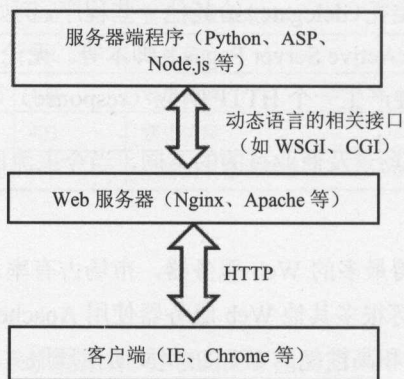 服务器端程序（Python、ASP、
Node.js 等）
动态语言的相关接口
（如 WSGI、CGI）
Web 服务器（Nginx、Apache 等）
HTTP
客户端（IE、Chrome 等）